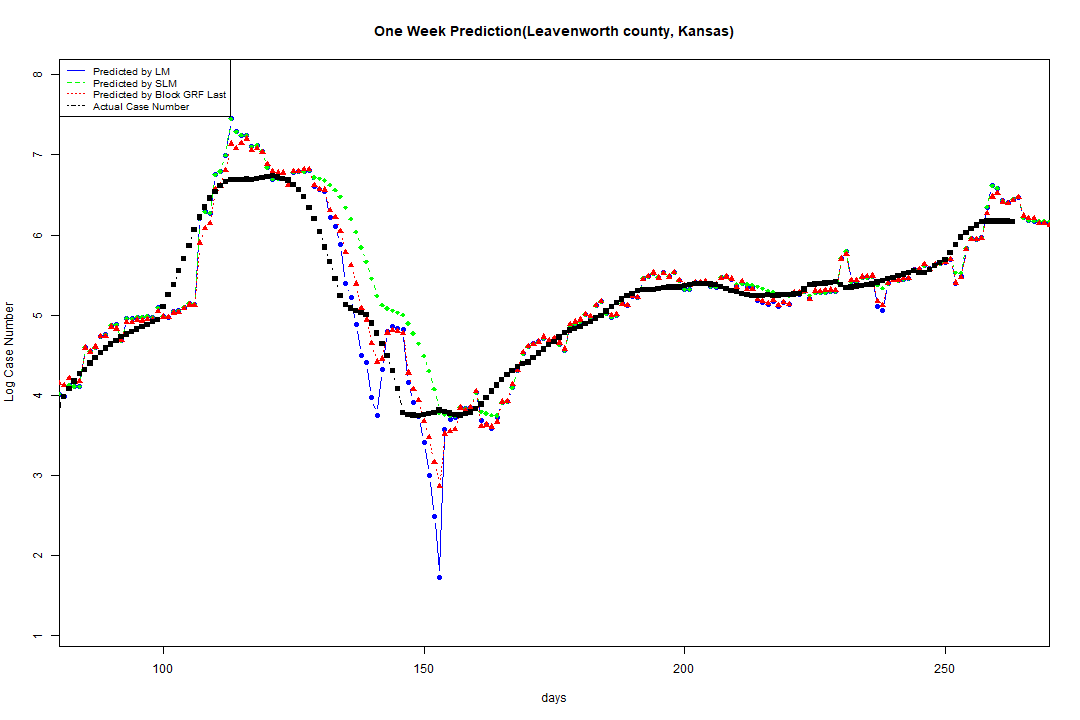 One Week Prediction(Leavenworth county, Kansas)
Predicted by LM
Predicted by SLM
Predicted by Block GRF Last
Actual Case Number
8
7
6
5
4
3
2
1
Log Case Number
100
150
200
250
days